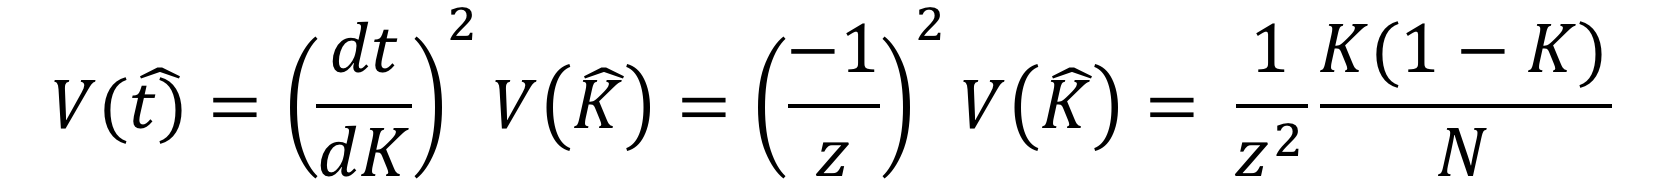 V(t̂) = (dt/dK)² V(K̂) = (−1/z)² V(K̂) = 1/z² K(1 − K)/N